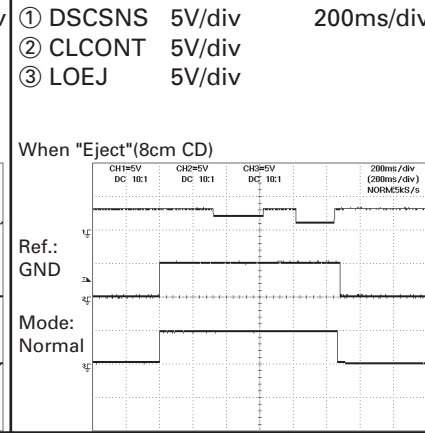 ① DSCSNS 5V/div 200ms/div
② CLCONT 5V/div
③ LOEJ 5V/div
When "Eject"(8cm CD)
CH1=5V CH2=5V CH3=5V 200ms/div
DC 10:1 DC 10:1 DC 10:1 (200ms/div)
NORM:5kS/s
Ref.:
GND
Mode:
Normal